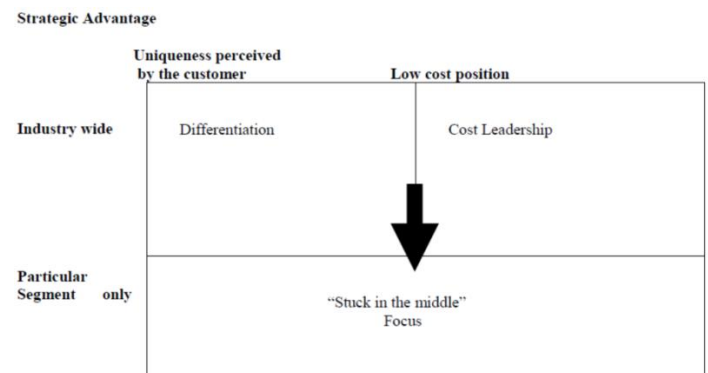 Strategic Advantage
Uniqueness perceived
by the customer
Low cost position
Industry wide
Differentiation
Cost Leadership
Particular
Segment only
“Stuck in the middle”
Focus